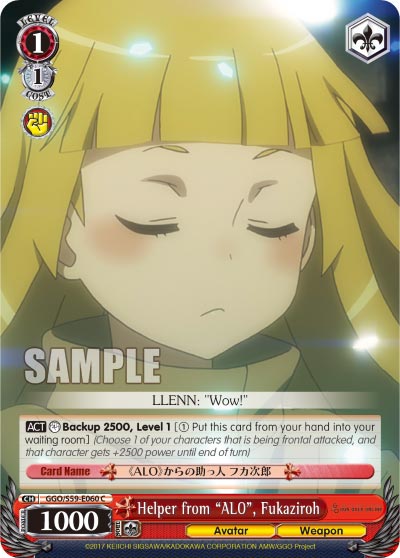 LEVEL
1
1
COST
SAMPLE
LLENN: "Wow!"
ACT Backup 2500, Level 1 [① Put this card from your hand into your
waiting room] (Choose 1 of your characters that is being frontal attacked, and
that character gets +2500 power until end of turn)
Card Name 《ALO》からの助っ人 フカ次郎
CH GGO/S59-E060 C
Helper from “ALO”, Fukaziroh
POWER 1000
Avatar Weapon
©2017 KEIICHI SIGSAWA/KADOKAWA CORPORATION AMW/GGO Project